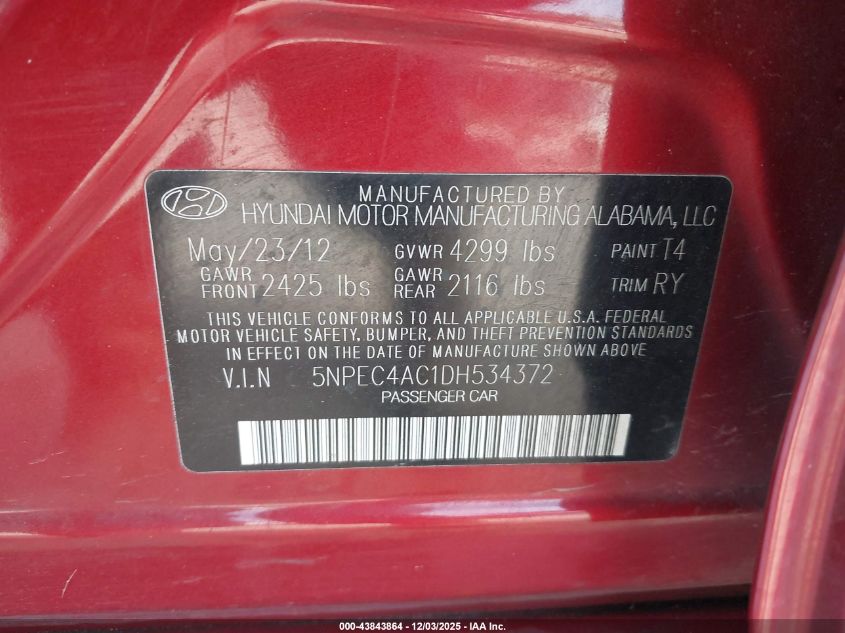 MANUFACTURED BY
HYUNDAI MOTOR MANUFACTURING ALABAMA, LLC
May/23/12 GVWR 4299 lbs PAINT T4
GAWR FRONT 2425 lbs GAWR REAR 2116 lbs TRIM RY
THIS VEHICLE CONFORMS TO ALL APPLICABLE U.S.A. FEDERAL
MOTOR VEHICLE SAFETY, BUMPER, AND THEFT PREVENTION STANDARDS
IN EFFECT ON THE DATE OF MANUFACTURE SHOWN ABOVE
V.I.N 5NPEC4AC1DH534372
PASSENGER CAR
000-43843864 - 12/03/2025 - IAA Inc.